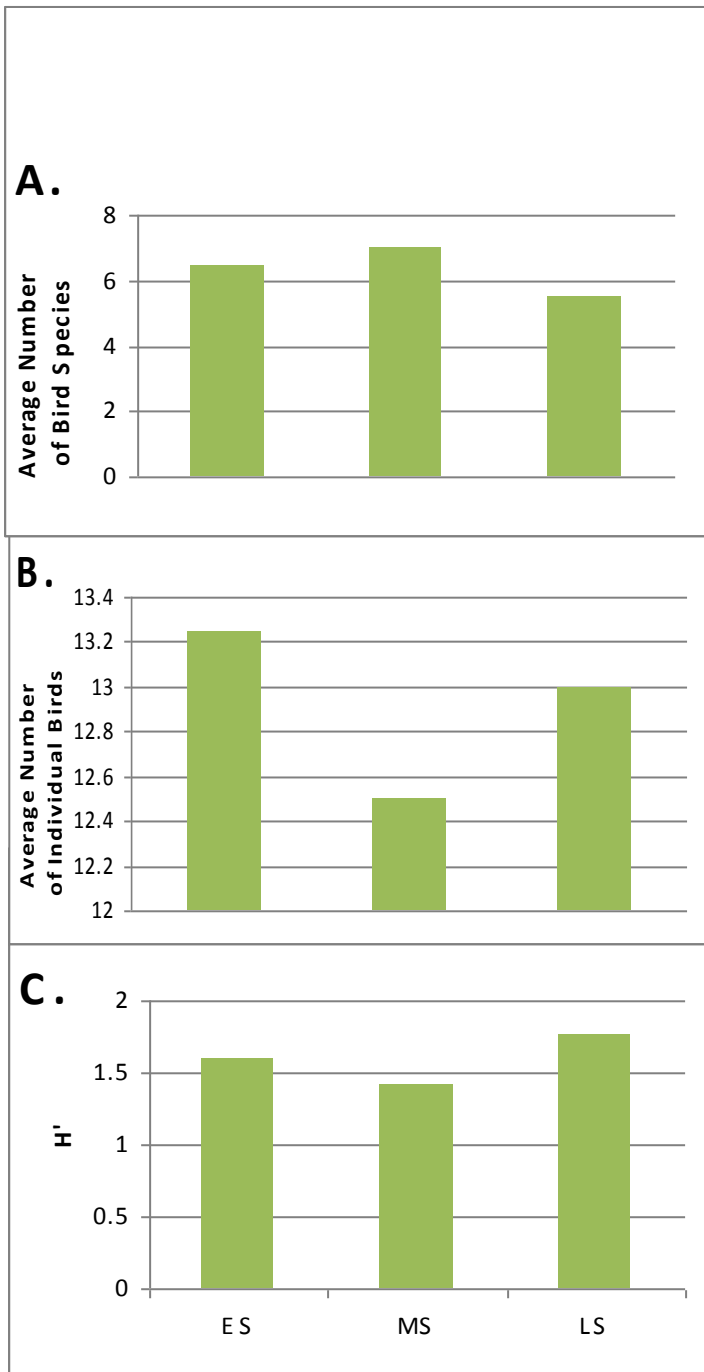 A.
Average Number
of Bird Species
8
6
4
2
0
B.
Average Number
of Individual Birds
13.4
13.2
13
12.8
12.6
12.4
12.2
12
C.
H'
2
1.5
1
0.5
0
ES MS LS